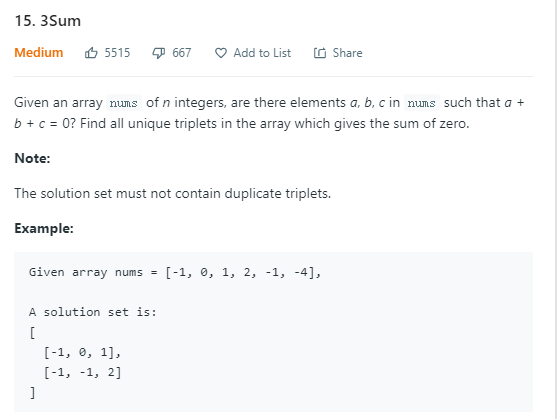 15. 3Sum
Medium 5515 667 Add to List Share
Given an array nums of n integers, are there elements a, b, c in nums such that a +
b + c = 0? Find all unique triplets in the array which gives the sum of zero.
Note:
The solution set must not contain duplicate triplets.
Example:
Given array nums = [-1, 0, 1, 2, -1, -4],
A solution set is:
[
[-1, 0, 1],
[-1, -1, 2]
]